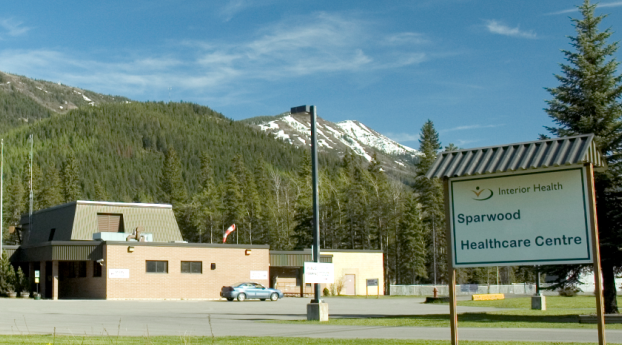 Interior Health
Sparwood
Healthcare Centre